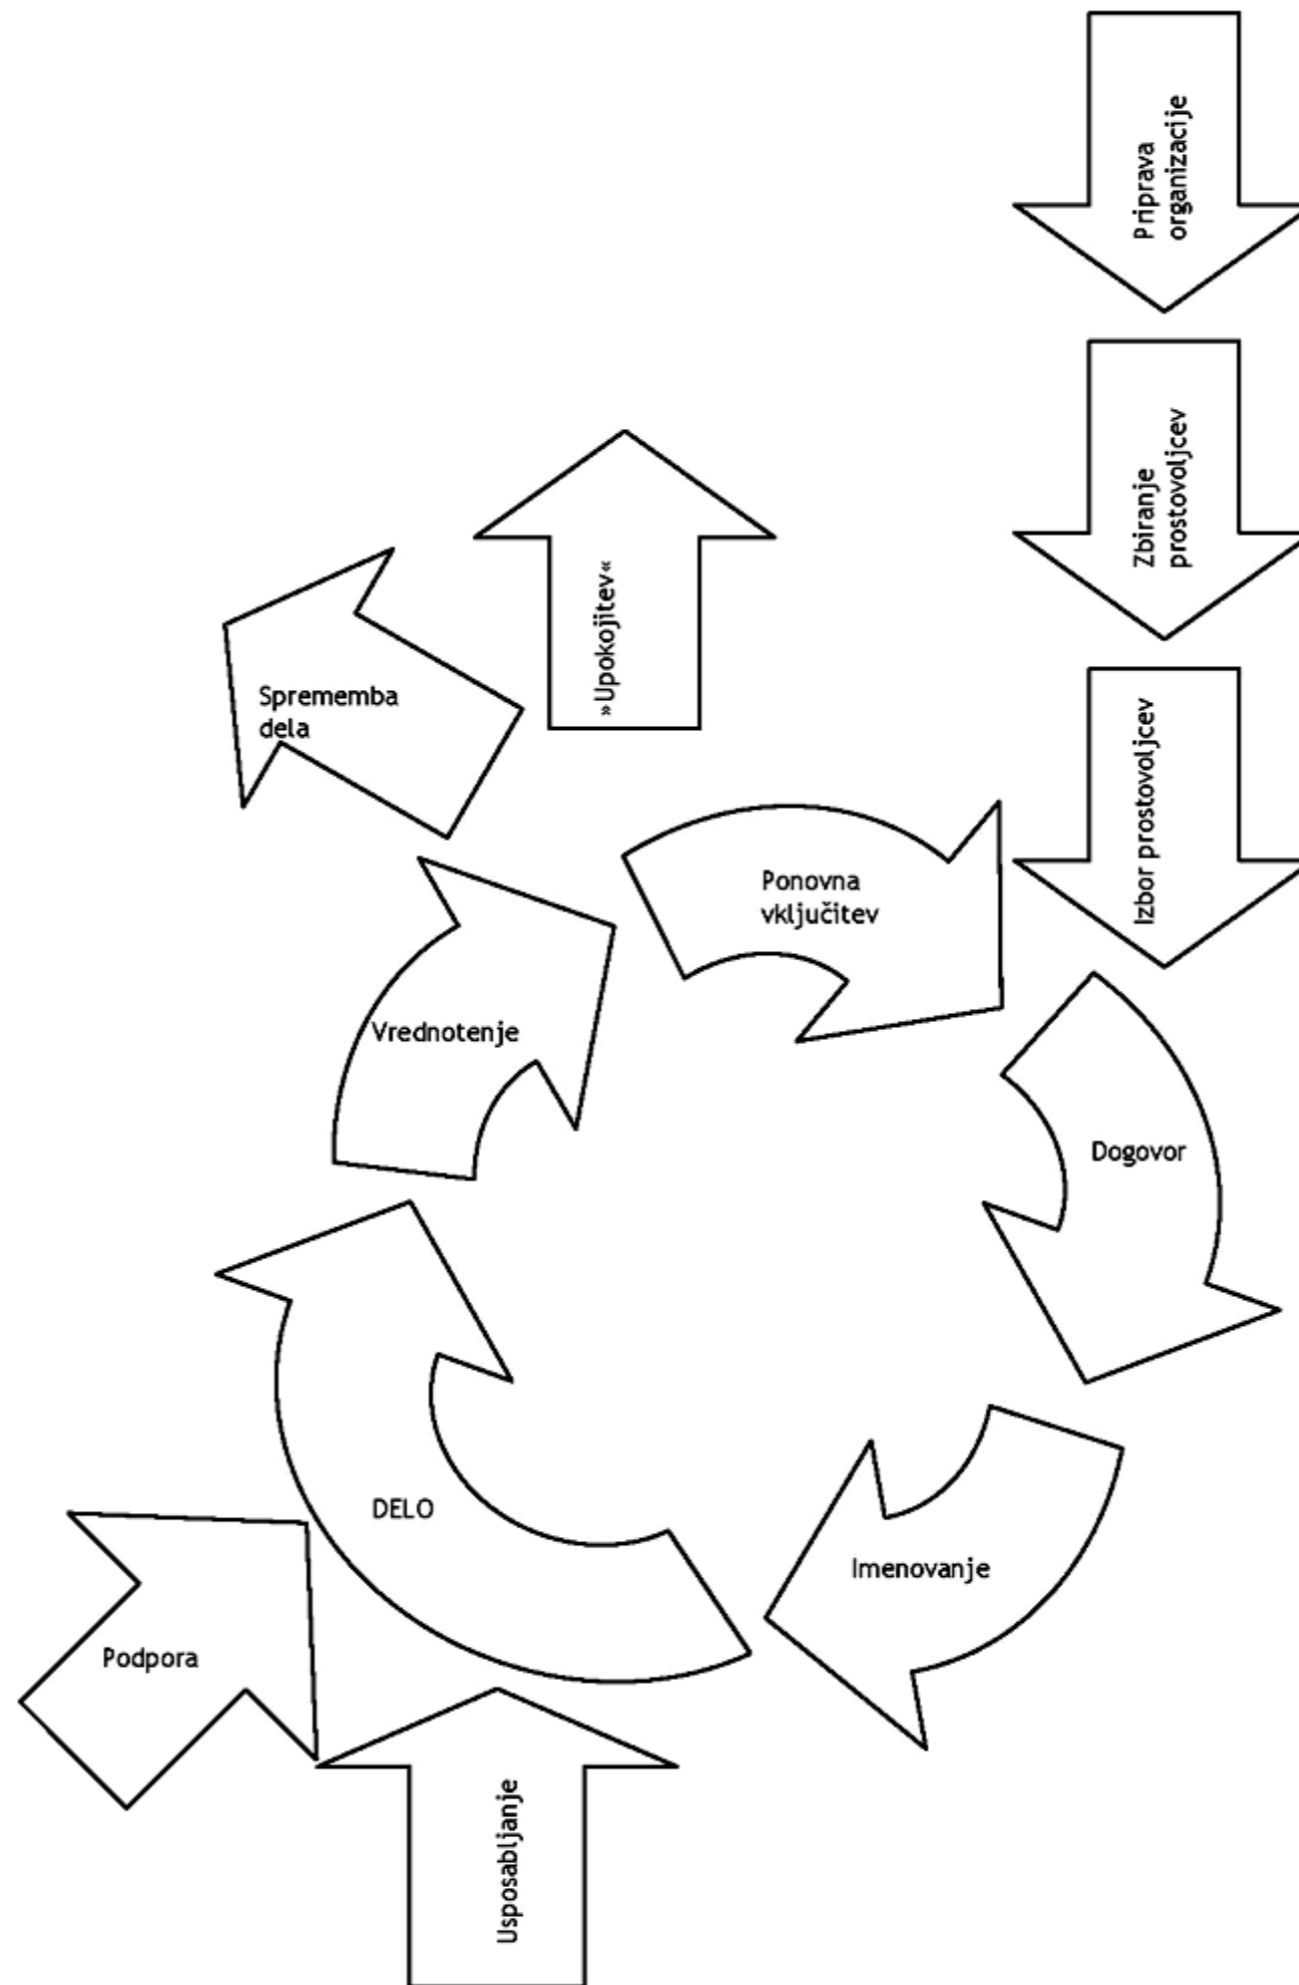 Priprava
organizacije
Zbiranje
prostovoljcev
Izbor prostovoljcev
»Upokojitev«
Sprememba
dela
Ponovna
vključitev
Vrednotenje
Dogovor
DELO
Imenovanje
Podpora
Usposabljanje